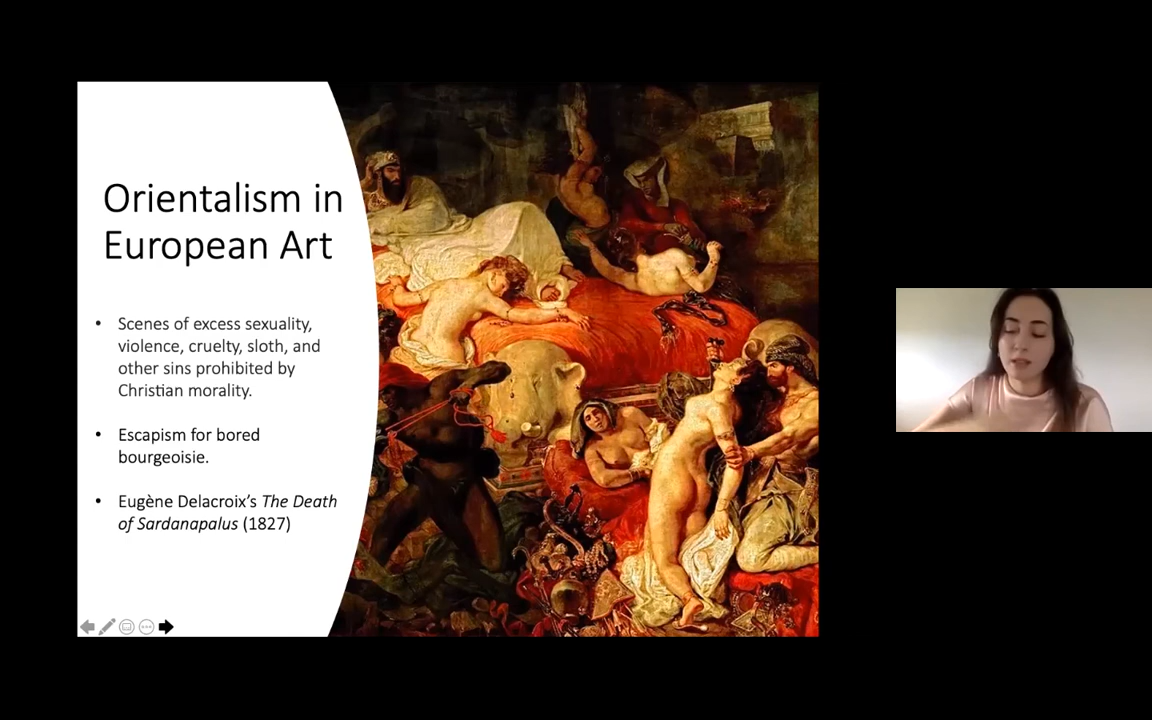 Orientalism in
European Art
• Scenes of excess sexuality,
violence, cruelty, sloth, and
other sins prohibited by
Christian morality.
• Escapism for bored
bourgeoisie.
• Eugène Delacroix’s The Death
of Sardanapalus (1827)